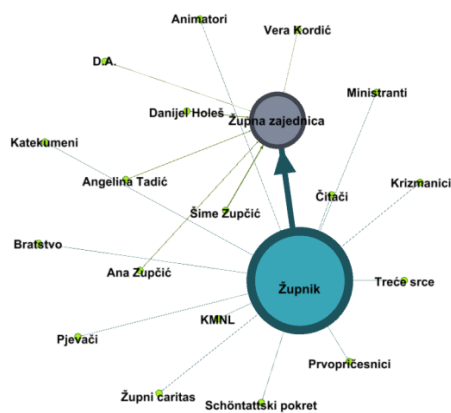 Animatori
Vera Kordić
D.A.
Ministranti
Danijel Holeš
Župna zajednica
Katekumeni
Angelina Tadić
Krizmanici
Čitači
Šime Zupčić
Bratstvo
Ana Zupčić
Treće srce
Župnik
KMNL
Pjevači
Prvopričesnici
Župni caritas
Schöntattski pokret